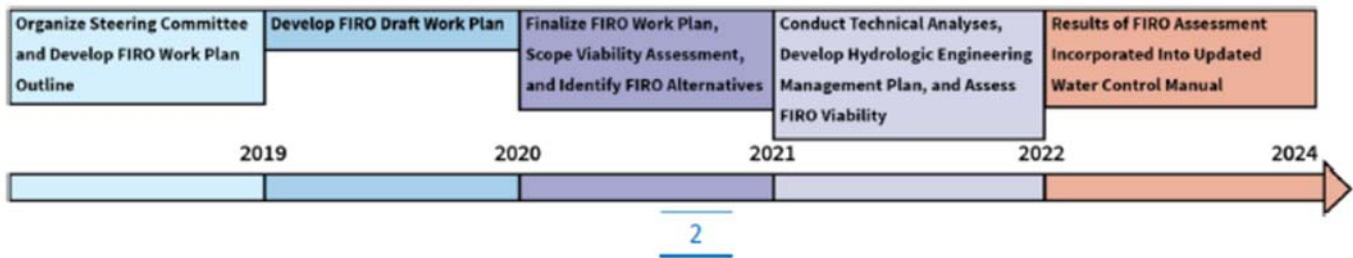 Organize Steering Committee
and Develop FIRO Work Plan
Outline
Develop FIRO Draft Work Plan
Finalize FIRO Work Plan,
Scope Viability Assessment,
and Identify FIRO Alternatives
Conduct Technical Analyses,
Develop Hydrologic Engineering
Management Plan, and Assess
FIRO Viability
Results of FIRO Assessment
Incorporated Into Updated
Water Control Manual
2019 2020 2021 2022 2024
2